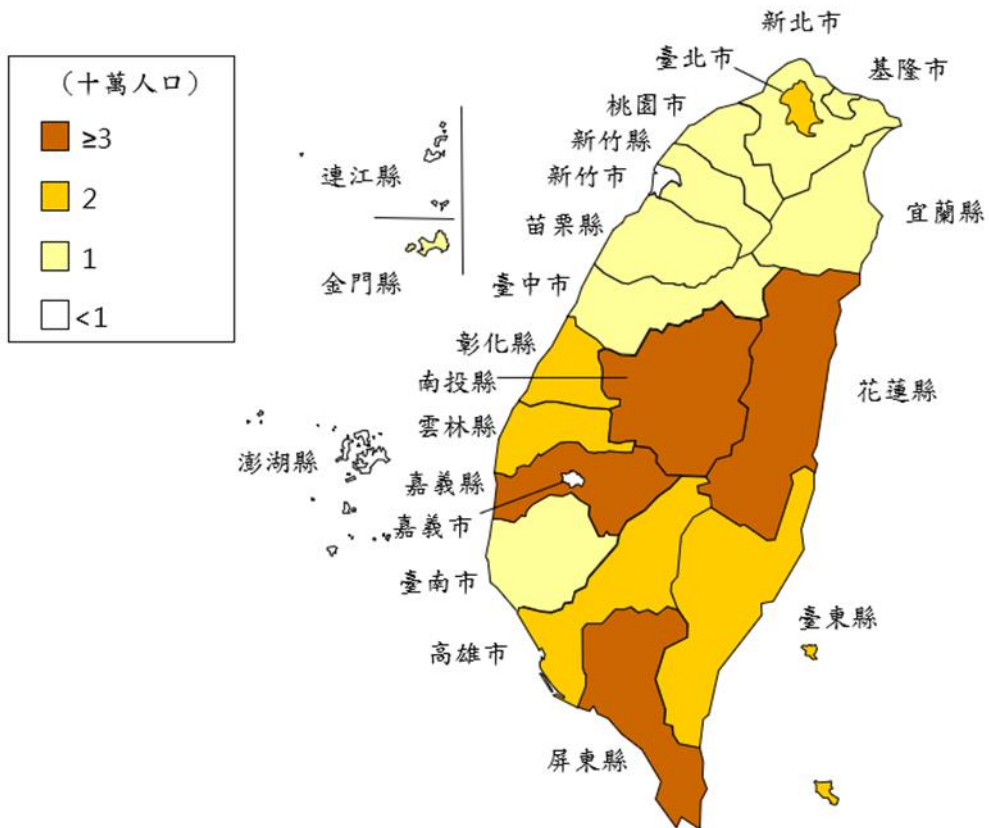 （十萬人口）
≥3
2
1
<1
新北市
臺北市
基隆市
桃園市
新竹縣
新竹市
連江縣
苗栗縣
宜蘭縣
金門縣
臺中市
彰化縣
南投縣
花蓮縣
雲林縣
澎湖縣
嘉義縣
嘉義市
臺南市
臺東縣
高雄市
屏東縣